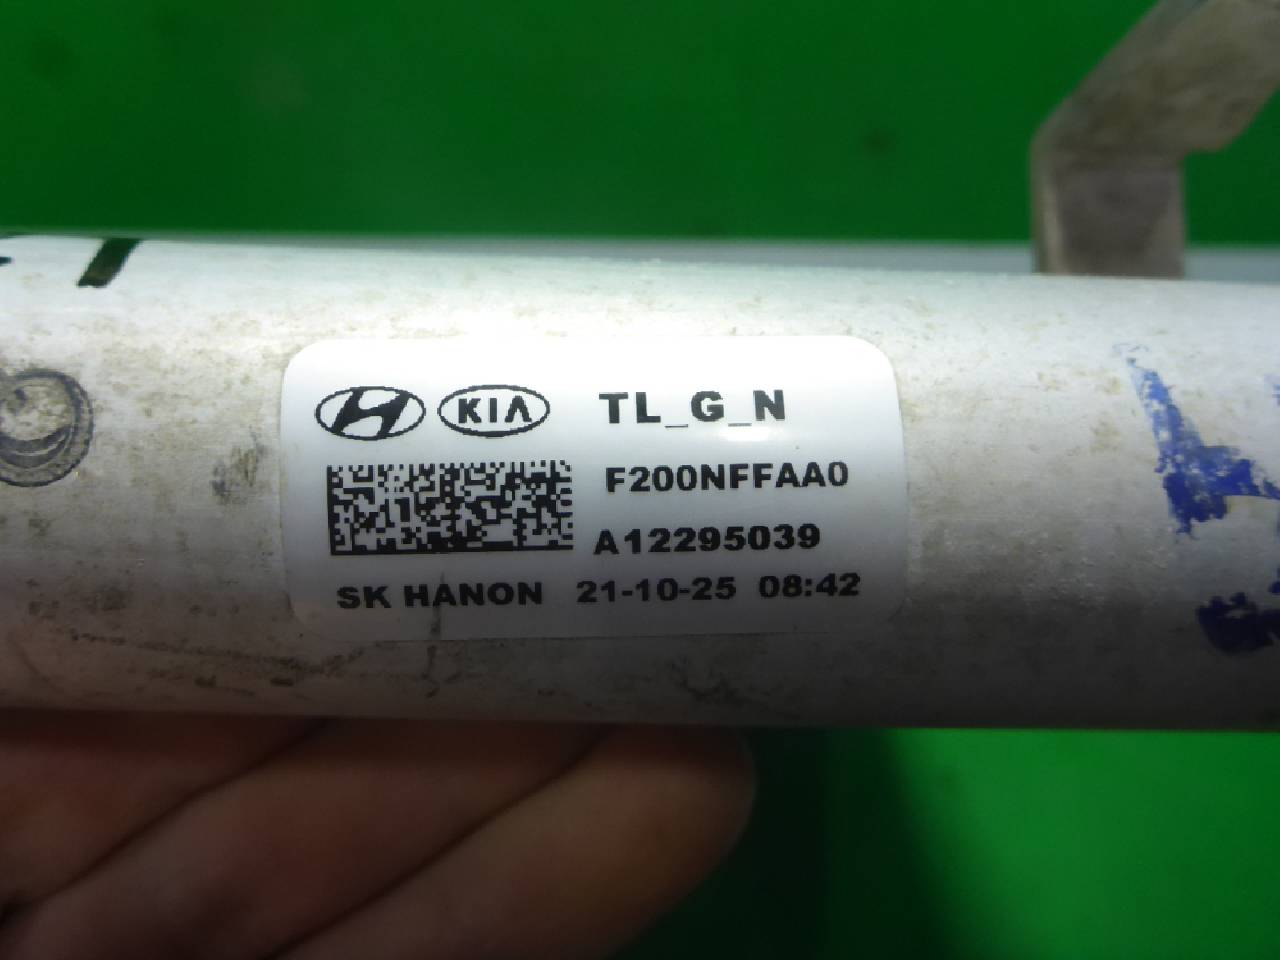 KIA TL_G_N
F200NFFAA0
A12295039
SK HANON 21-10-25 08:42